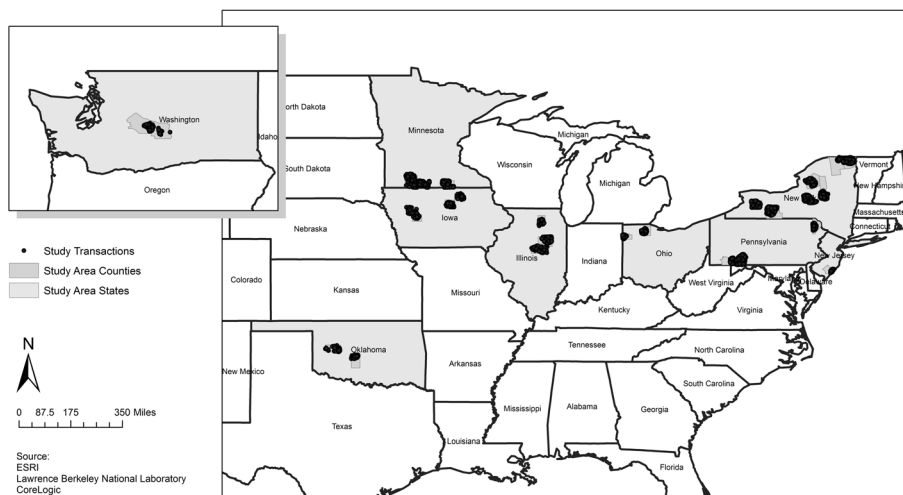 Washington
Idaho
Oregon
North Dakota
Minnesota
South Dakota
Wisconsin
Michigan
Michigan
Vermont
New Hampshire
New
Massachusetts
Connecticut
Nebraska
Iowa
Illinois
Indiana
Ohio
Pennsylvania
New Jersey
Maryland
Delaware
West Virginia
Virginia
Colorado
Kansas
Missouri
Kentucky
Study Transactions
Study Area Counties
Study Area States
N
0 87.5 175 350 Miles
New Mexico
Oklahoma
Arkansas
Tennessee
North Carolina
South Carolina
Texas
Louisiana
Mississippi
Alabama
Georgia
Florida
Source:
ESRI
Lawrence Berkeley National Laboratory
CoreLogic